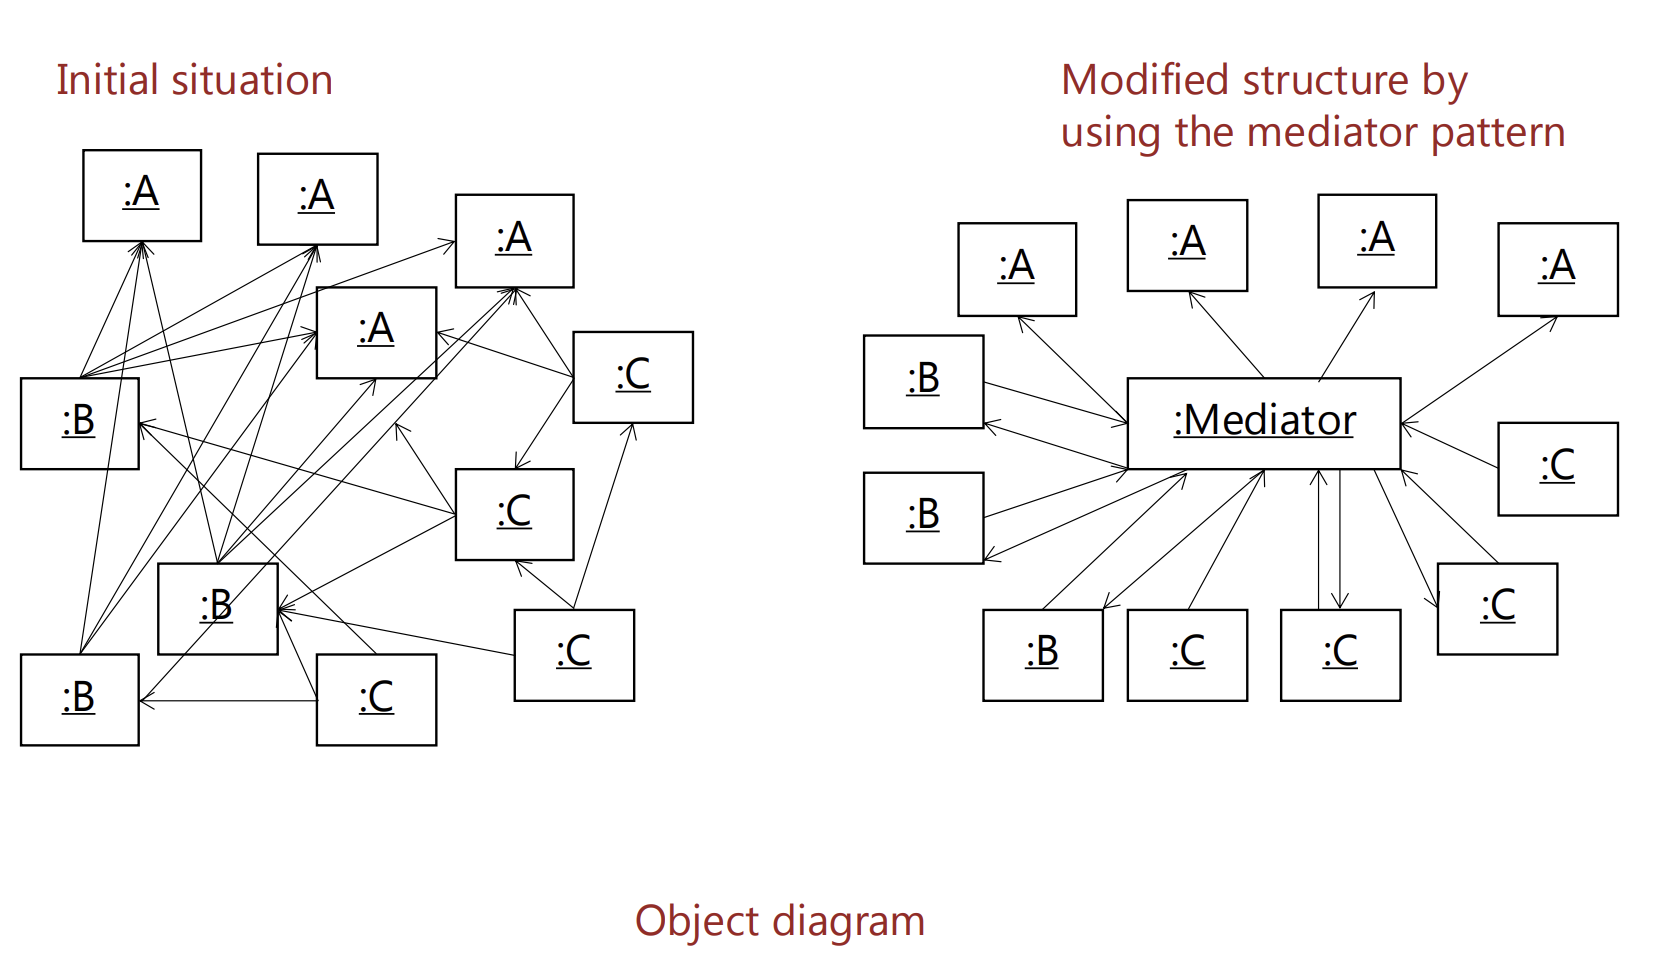 Initial situation
Modified structure by
using the mediator pattern
:A
:A
:A
:A
:C
:B
:C
:B
:C
:B
:C
:A
:A
:A
:A
:B
:Mediator
:C
:B
:C
:B
:C
:C
Object diagram